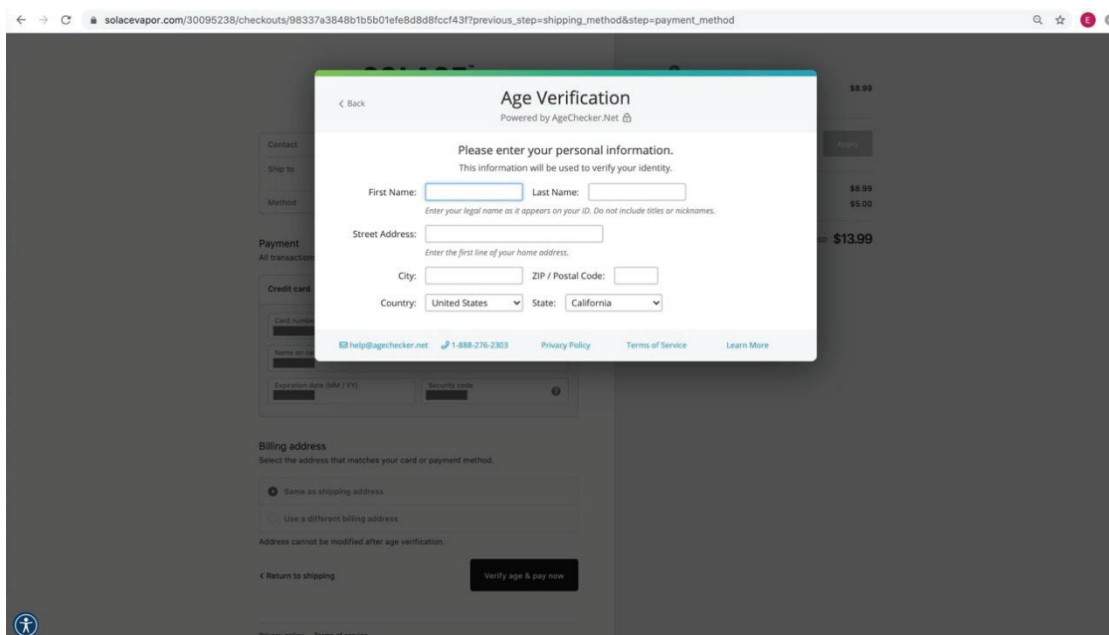 solacevapor.com/30095238/checkouts/98337a3848b1b5b01efe8d8d8fccf43f?previous_step=shipping_method&step=payment_method
E
< Back
Age Verification
Powered by AgeChecker.Net
Please enter your personal information.
This information will be used to verify your identity.
First Name: Last Name:
Enter your legal name as it appears on your ID. Do not include titles or nicknames.
Street Address:
Enter the first line of your home address.
City: ZIP / Postal Code:
Country: United States State: California
help@agechecker.net 1-888-276-2303 Privacy Policy Terms of Service Learn More
$8.99
Contact
Apply
Ship to
$8.99
Method
$5.00
$13.99
Payment
All transactions
Credit card
Card number
Name on
Expiration date (MM / YY) Security code
Billing address
Select the address that matches your card or payment method.
Same as shipping address
Use a different billing address
Address cannot be modified after age verification.
< Return to shipping
Verify age & pay now